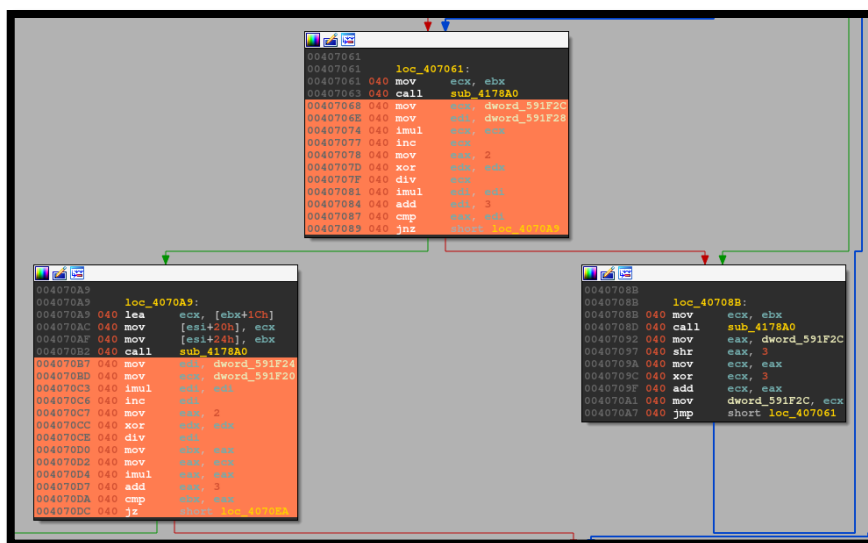 00407061
00407061 loc_407061:
00407061 040 mov ecx, ebx
00407063 040 call sub_4178A0
00407068 040 mov dword_591F2C
0040706E 040 mov edi, dword_591F28
00407074 040 imul
00407077 040 inc
00407078 040 mov 2
0040707D 040 xor
0040707F 040 div
00407081 040 imul edi, edi
00407084 040 add edi, 3
00407087 040 cmp eax, edi
00407089 040 jnz short loc_4070A9
004070A9
004070A9 loc_4070A9:
004070A9 040 lea ecx, [ebx+1Ch]
004070AC 040 mov [esi+20h], ecx
004070AF 040 mov [esi+24h], ebx
004070B2 040 call sub_4178A0
004070B7 040 mov dword_591F24
004070BD 040 mov dword_591F20
004070C3 040 imul
004070C6 040 inc
004070C7 040 mov 2
004070CC 040 xor
004070CE 040 div
004070D0 040 mov
004070D2 040 mov
004070D4 040 imul
004070D7 040 add 3
004070DA 040 cmp
004070DC 040 jz short loc_4070EA
0040708B
0040708B loc_40708B:
0040708B 040 mov ecx, ebx
0040708D 040 call sub_4178A0
00407092 040 mov eax, dword_591F2C
00407097 040 shr eax, 3
0040709A 040 mov ecx, eax
0040709C 040 xor ecx, 3
0040709F 040 add ecx, eax
004070A1 040 mov dword_591F2C, ecx
004070A7 040 jmp short loc_407061